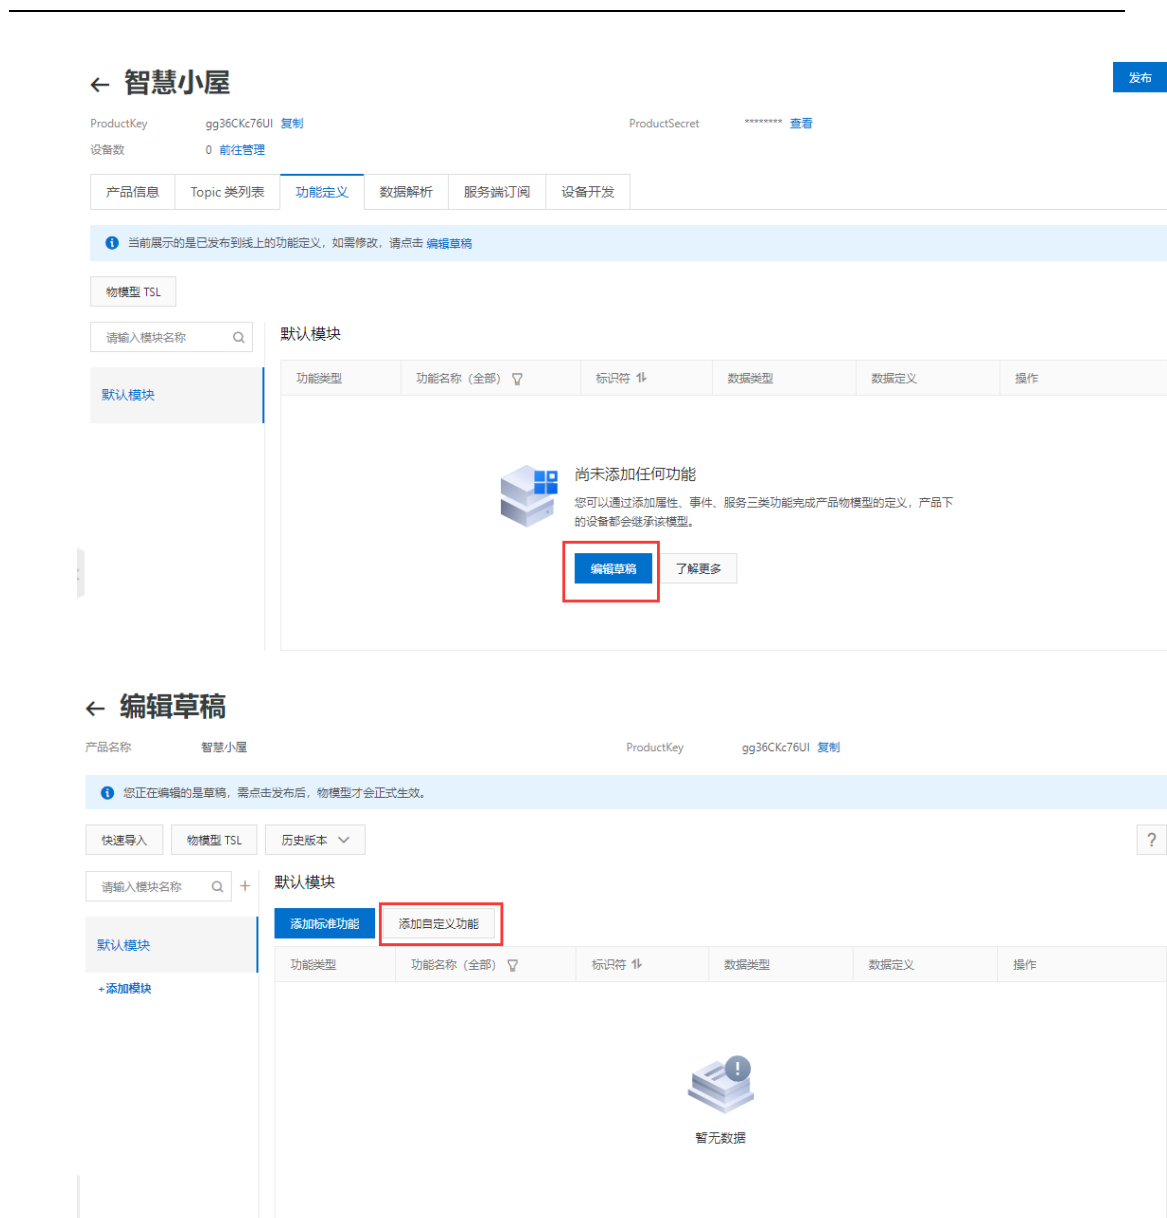 ← 智慧小屋
发布
ProductKey gg36CKc76UI 复制 ProductSecret ******** 查看
设备数 0 前往管理
产品信息 Topic 类列表 功能定义 数据解析 服务端订阅 设备开发
当前展示的是已发布到线上的功能定义，如需修改，请点击 编辑草稿
物模型 TSL
请输入模块名称 默认模块
功能类型 功能名称（全部） 标识符 数据类型 数据定义 操作
默认模块
尚未添加任何功能
您可以通过添加属性、事件、服务三类功能完成产品物模型的定义，产品下
的设备都会继承该模型。
编辑草稿 了解更多
← 编辑草稿
产品名称 智慧小屋 ProductKey gg36CKc76UI 复制
您正在编辑的是草稿，需点击发布后，物模型才会正式生效。
快速导入 物模型 TSL 历史版本 ?
请输入模块名称 + 默认模块
添加标准功能 添加自定义功能
默认模块
功能类型 功能名称（全部） 标识符 数据类型 数据定义 操作
+添加模块
暂无数据